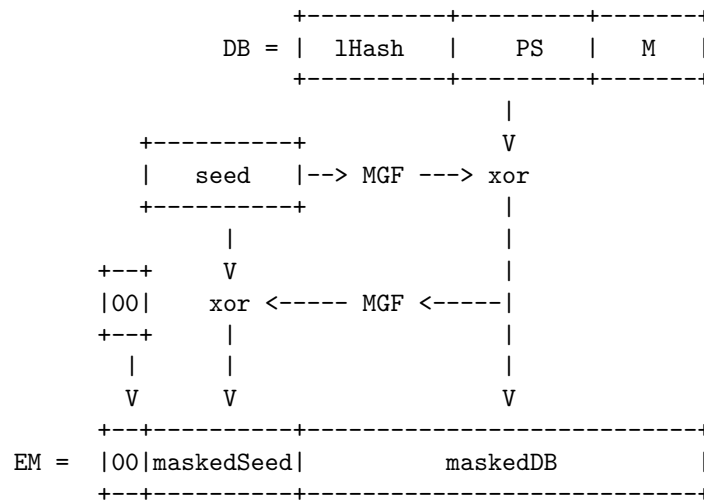 +----------+---------+-------+
             DB = |  lHash   |    PS   |   M   |
                  +----------+---------+-------+
                                |
        +----------+            V
        |   seed   |--> MGF ---> xor
        +----------+            |
             |                  |
     +--+    V                  |
     |00|   xor <----- MGF <-----|
     +--+    |                  |
      |      |                  |
      V      V                  V
     +--+----------+----------------------------+
EM = |00|maskedSeed|          maskedDB          |
     +--+----------+----------------------------+